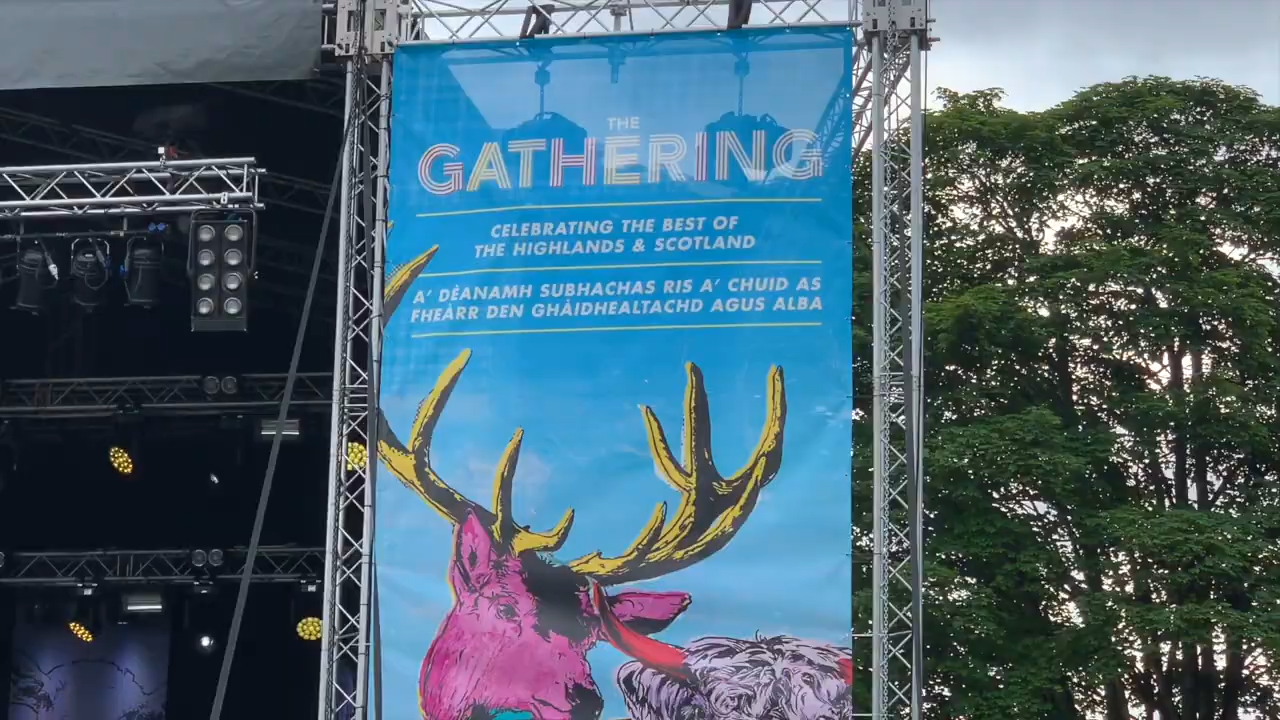 THE
GATHERING
CELEBRATING THE BEST OF
THE HIGHLANDS & SCOTLAND
A' DÈANAMH SUBHACHAS RIS A' CHUID AS
FHEÀRR DEN GHÀIDHEALTACHD AGUS ALBA